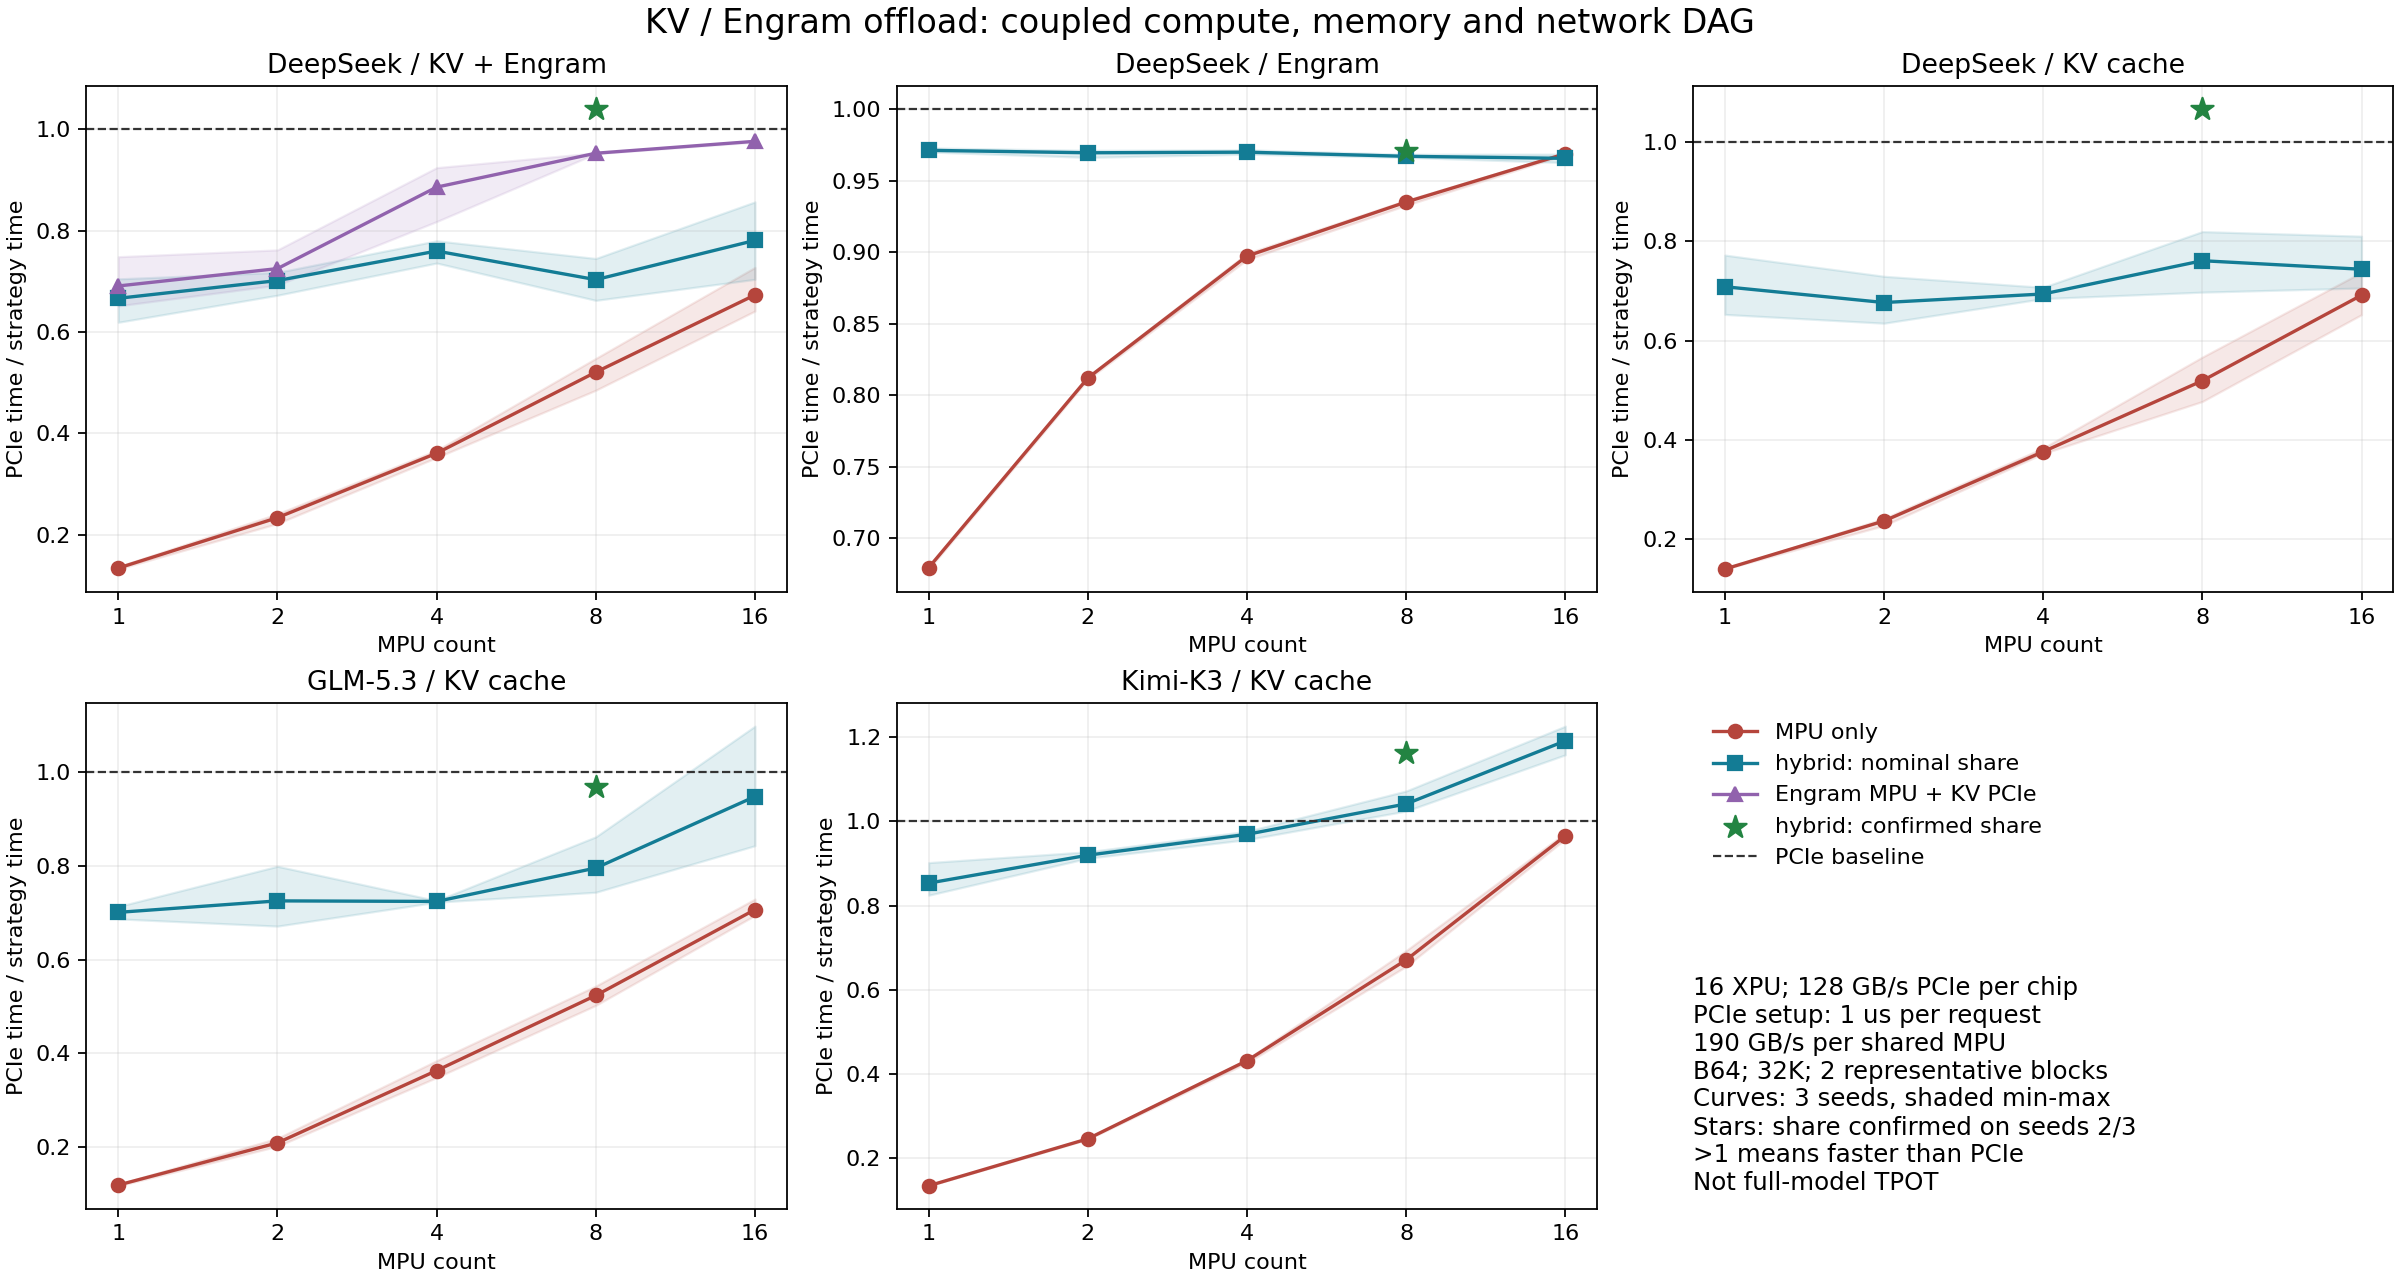 KV / Engram offload: coupled compute, memory and network DAG
DeepSeek / KV + Engram
PCIe time / strategy time
1.0
0.8
0.6
0.4
0.2
1 2 4 8 16
MPU count
DeepSeek / Engram
PCIe time / strategy time
1.00
0.95
0.90
0.85
0.80
0.75
0.70
1 2 4 8 16
MPU count
DeepSeek / KV cache
PCIe time / strategy time
1.0
0.8
0.6
0.4
0.2
1 2 4 8 16
MPU count
GLM-5.3 / KV cache
PCIe time / strategy time
1.0
0.8
0.6
0.4
0.2
1 2 4 8 16
MPU count
Kimi-K3 / KV cache
PCIe time / strategy time
1.2
1.0
0.8
0.6
0.4
0.2
1 2 4 8 16
MPU count
MPU only
hybrid: nominal share
Engram MPU + KV PCIe
hybrid: confirmed share
PCIe baseline
16 XPU; 128 GB/s PCIe per chip
PCIe setup: 1 us per request
190 GB/s per shared MPU
B64; 32K; 2 representative blocks
Curves: 3 seeds, shaded min-max
Stars: share confirmed on seeds 2/3
>1 means faster than PCIe
Not full-model TPOT